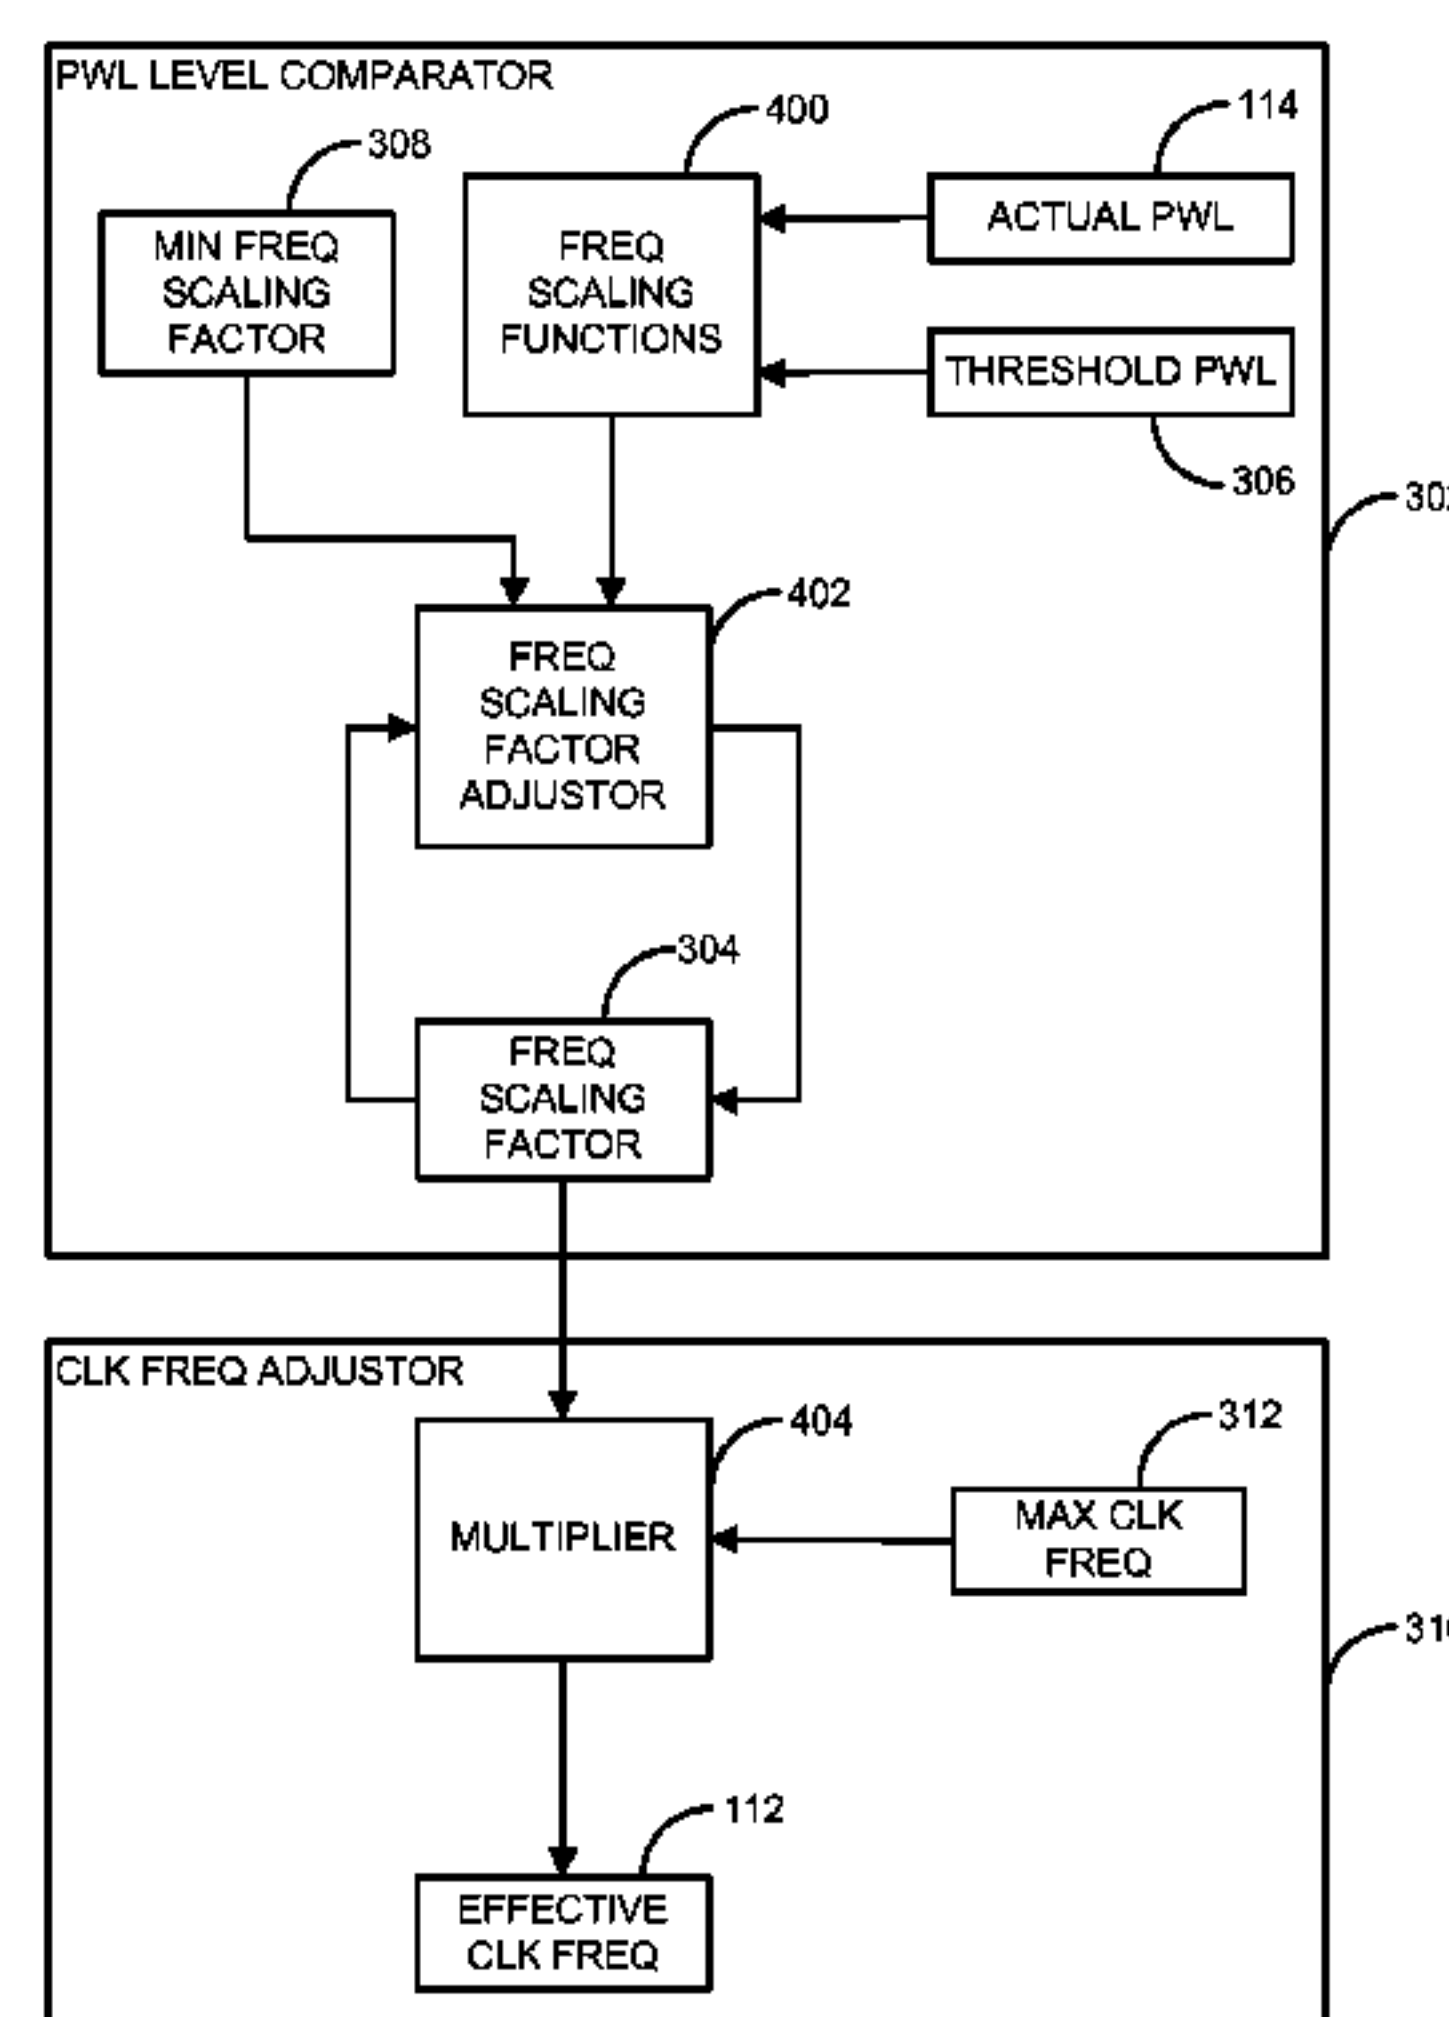 PWL LEVEL COMPARATOR
400
114
308
MIN FREQ
SCALING
FACTOR
FREQ
SCALING
FUNCTIONS
ACTUAL PWL
THRESHOLD PWL
306
402
FREQ
SCALING
FACTOR
ADJUSTOR
304
FREQ
SCALING
FACTOR
CLK FREQ ADJUSTOR
404
312
MULTIPLIER
MAX CLK
FREQ
112
EFFECTIVE
CLK FREQ